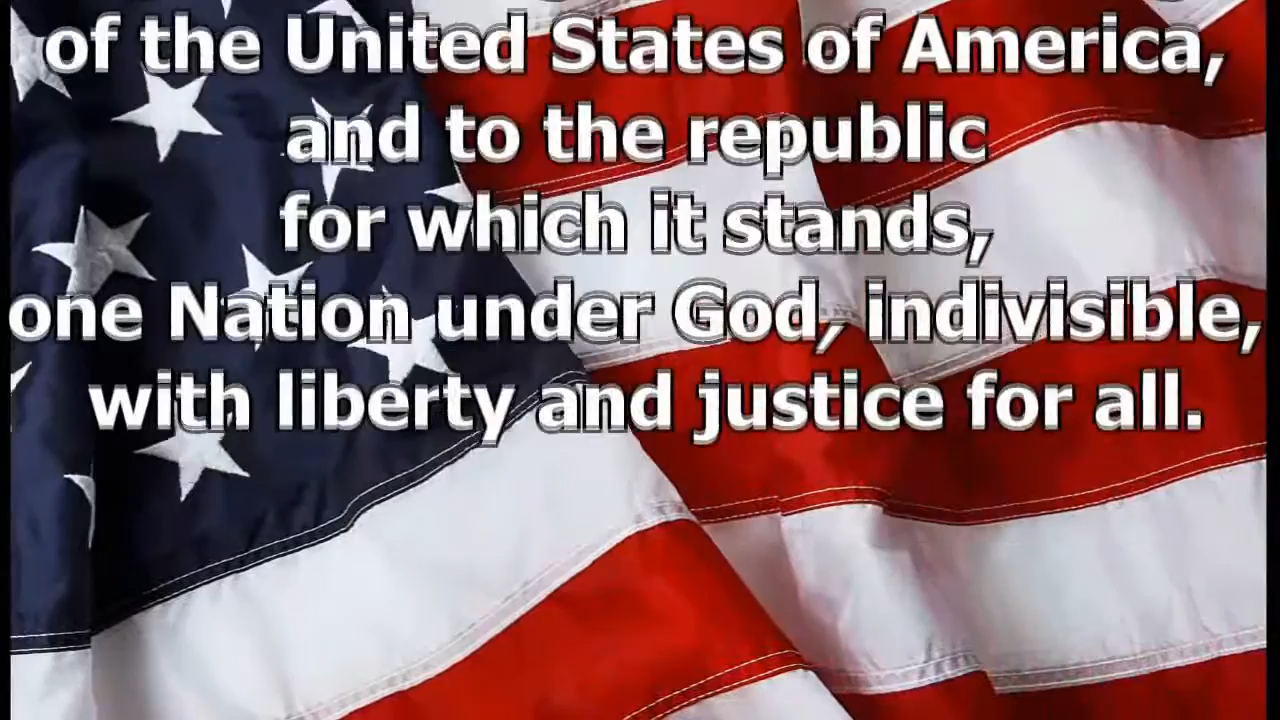 of the United States of America,
and to the republic
for which it stands,
one Nation under God, indivisible,
with liberty and justice for all.